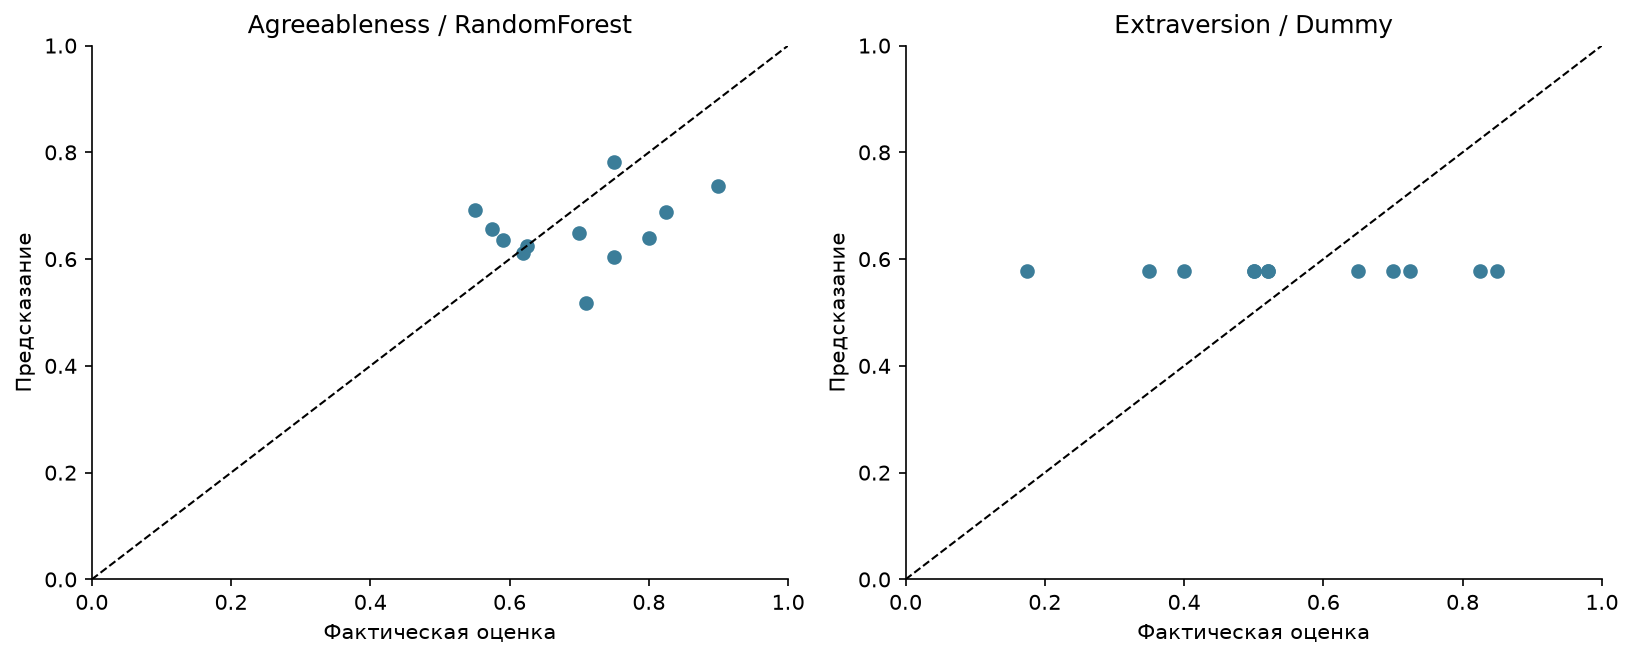 Agreeableness / RandomForest
1.0
0.8
0.6
0.4
0.2
0.0
Предсказание
0.0 0.2 0.4 0.6 0.8 1.0
Фактическая оценка
Extraversion / Dummy
1.0
0.8
0.6
0.4
0.2
0.0
Предсказание
0.0 0.2 0.4 0.6 0.8 1.0
Фактическая оценка